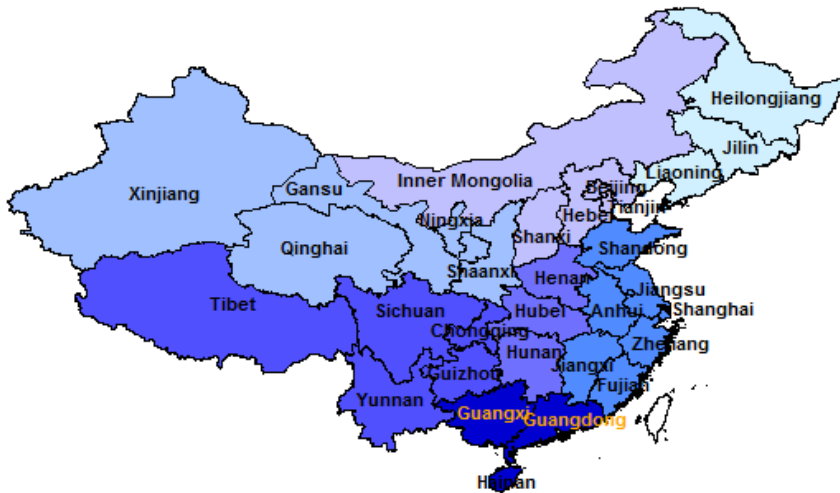 Heilongjiang
Jilin
Liaoning
Inner Mongolia
Beijing
Tianjin
Hebei
Xinjiang
Gansu
Ningxia
Shanxi
Qinghai
Shaanxi
Shandong
Henan
Tibet
Sichuan
Hubei
Anhui
Jiangsu
Shanghai
Chongqing
Zhejiang
Hunan
Jiangxi
Guizhou
Fujian
Yunnan
Guangxi
Guangdong
Hainan